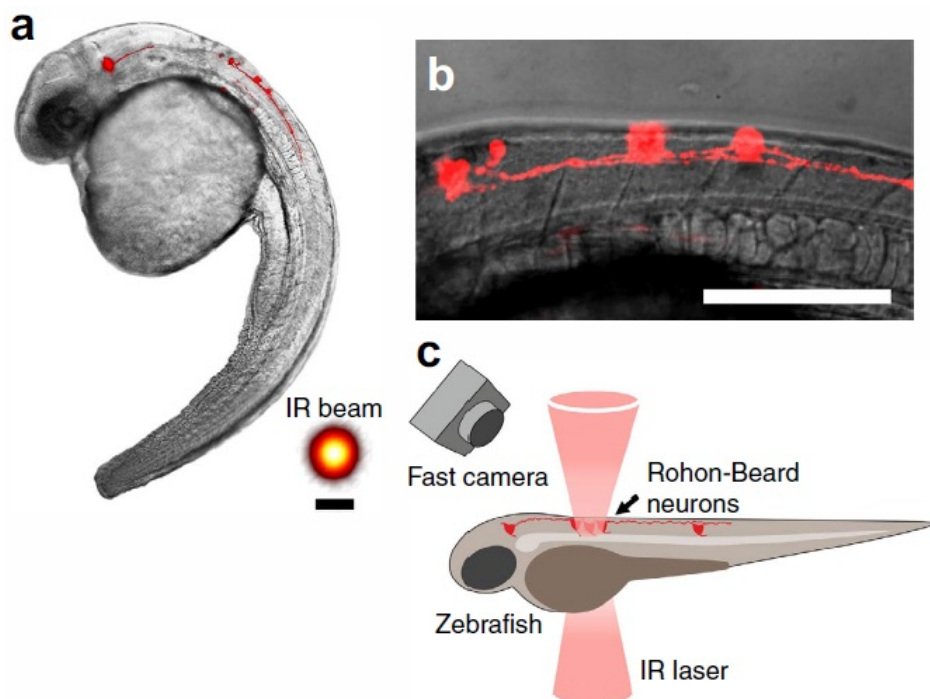 a
b
IR beam
c
Fast camera
Rohon-Beard
neurons
Zebrafish
IR laser